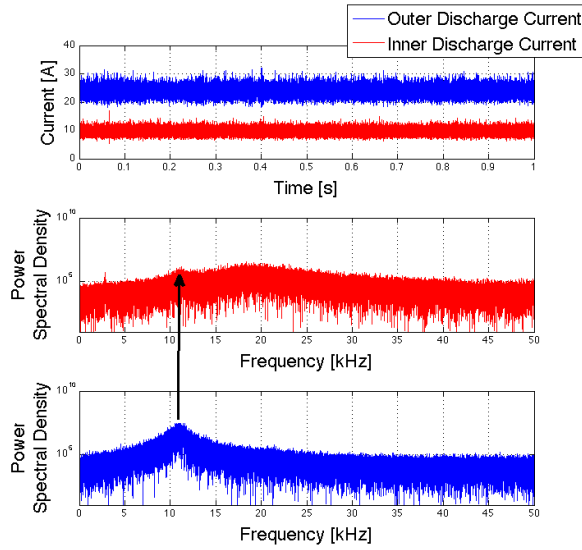 Outer Discharge Current
Inner Discharge Current
Current [A]
40
30
20
10
0
0 0.1 0.2 0.3 0.4 0.5 0.6 0.7 0.8 0.9 1
Time [s]
Power
Spectral Density
10^10
10^5
0 5 10 15 20 25 30 35 40 45 50
Frequency [kHz]
Power
Spectral Density
10^10
10^5
0 5 10 15 20 25 30 35 40 45 50
Frequency [kHz]